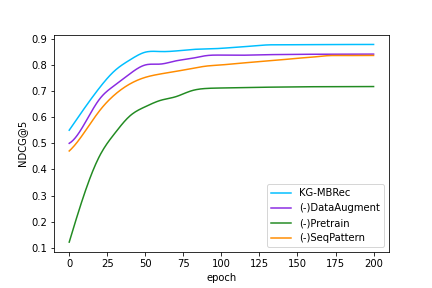 0.9
0.8
0.7
0.6
0.5
0.4
0.3
0.2
0.1
NDCG@5
0 25 50 75 100 125 150 175 200
epoch
KG-MBRec
(-)DataAugment
(-)Pretrain
(-)SeqPattern